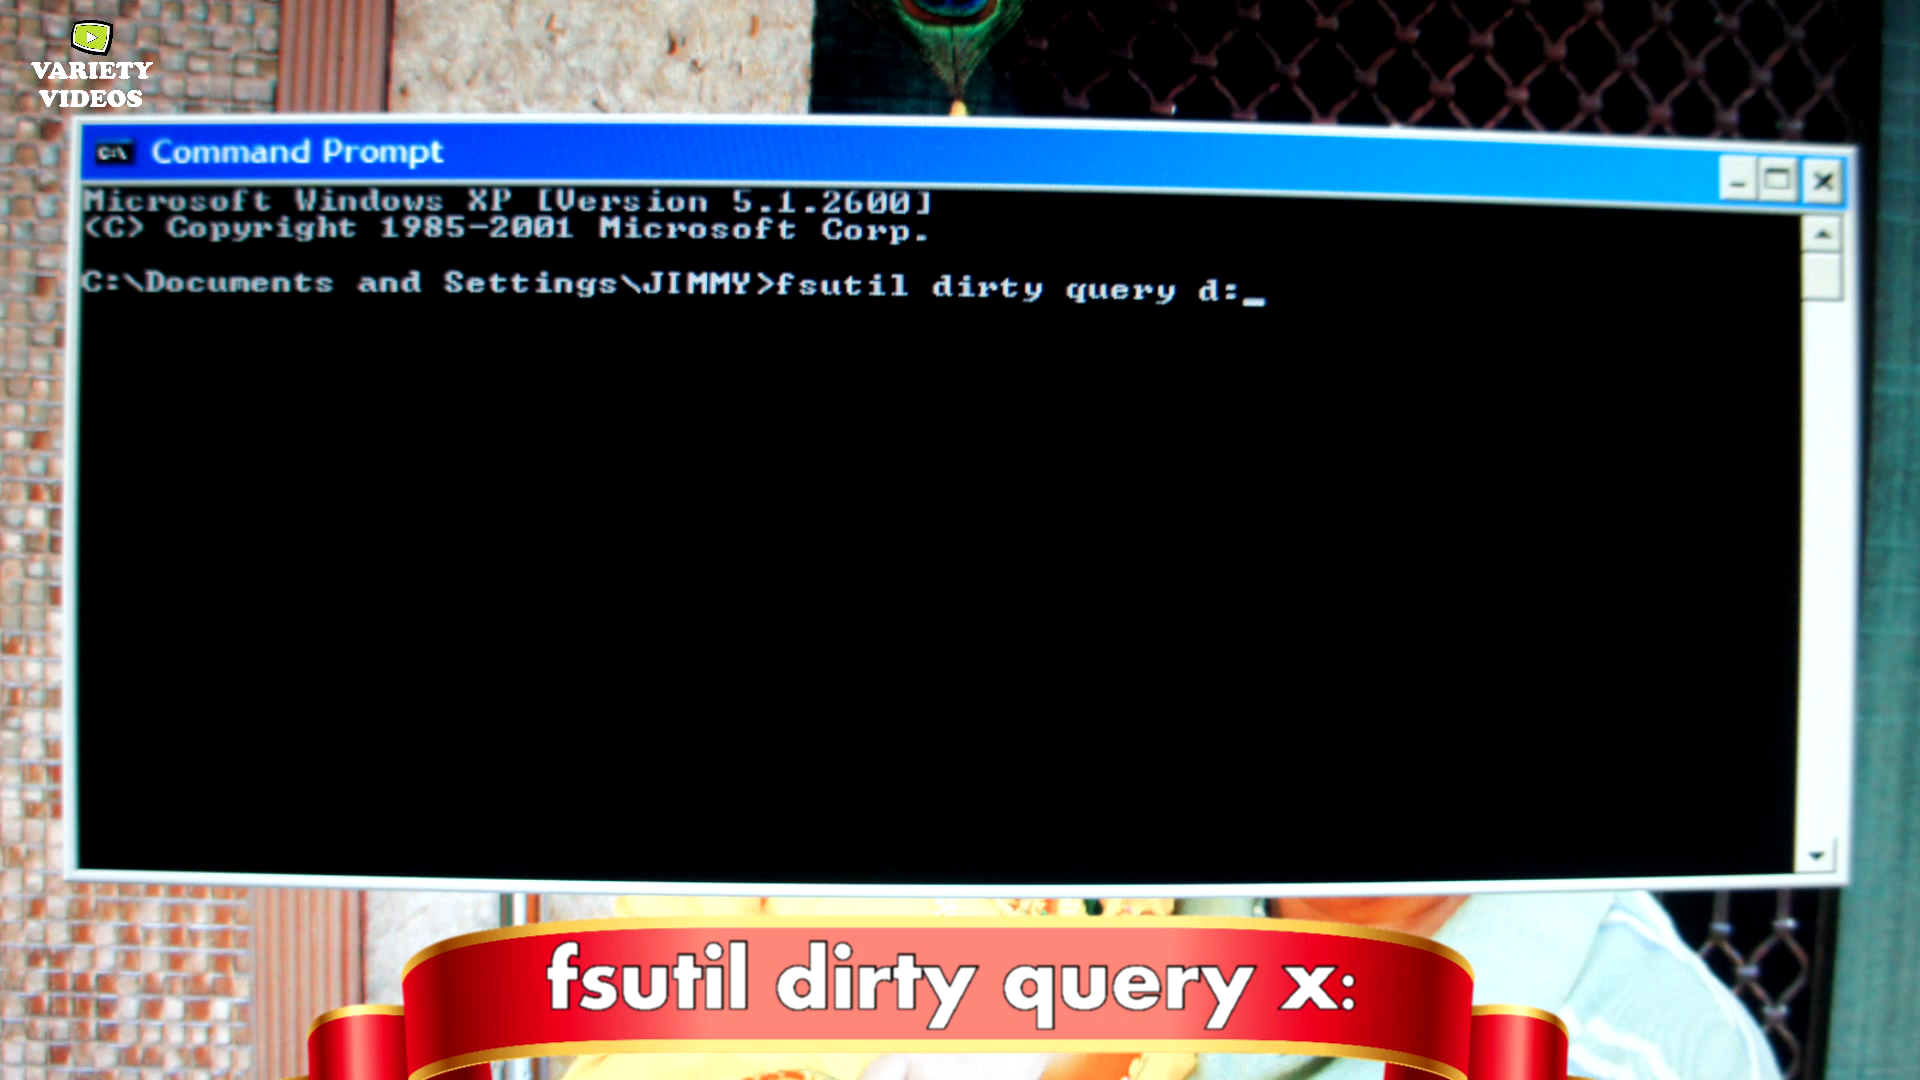 VARIETY
VIDEOS
C:\
Command Prompt
Microsoft Windows XP [Version 5.1.2600]
(C) Copyright 1985-2001 Microsoft Corp.
C:\Documents and Settings\JIMMY>fsutil dirty query d:_
fsutil dirty query x: